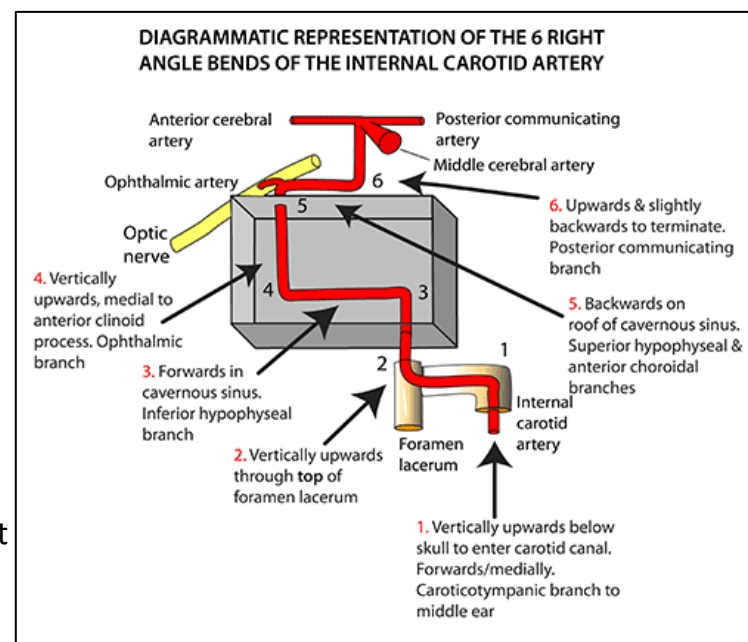 DIAGRAMMATIC REPRESENTATION OF THE 6 RIGHT
ANGLE BENDS OF THE INTERNAL CAROTID ARTERY
Anterior cerebral
artery
Posterior communicating
artery
Middle cerebral artery
Ophthalmic artery
6
5
Optic
nerve
6. Upwards & slightly
backwards to terminate.
Posterior communicating
branch
4. Vertically
upwards, medial to
anterior clinoid
process. Ophthalmic
branch
4
3
5. Backwards on
roof of cavernous sinus.
Superior hypophyseal &
anterior choroidal
branches
3. Forwards in
cavernous sinus.
Inferior hypophyseal
branch
2
1
Internal
carotid
artery
Foramen
lacerum
2. Vertically upwards
through top of
foramen lacerum
1. Vertically upwards below
skull to enter carotid canal.
Forwards/medially.
Caroticotympanic branch to
middle ear
t